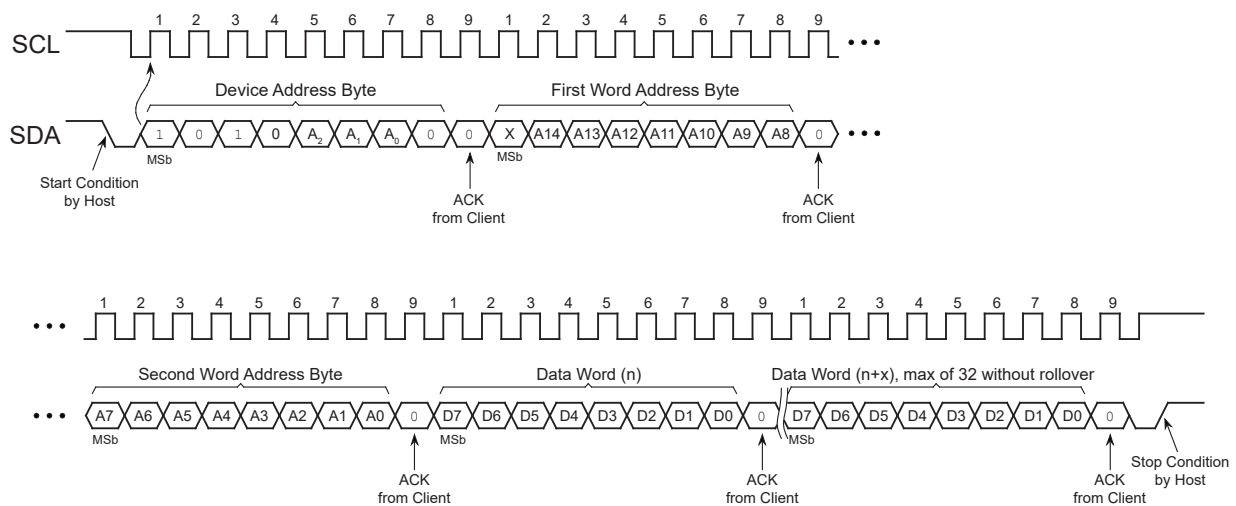 1 2 3 4 5 6 7 8 9 1 2 3 4 5 6 7 8 9
SCL
Device Address Byte First Word Address Byte
SDA 1 0 1 0 A2 A1 A0 0 0 X A14 A13 A12 A11 A10 A9 A8 0
MSb MSb
Start Condition
by Host
ACK
from Client
ACK
from Client
1 2 3 4 5 6 7 8 9 1 2 3 4 5 6 7 8 9 1 2 3 4 5 6 7 8 9
Second Word Address Byte Data Word (n) Data Word (n+x), max of 32 without rollover
A7 A6 A5 A4 A3 A2 A1 A0 0 D7 D6 D5 D4 D3 D2 D1 D0 0 D7 D6 D5 D4 D3 D2 D1 D0 0
MSb MSb MSb
ACK
from Client
ACK
from Client
ACK
from Client
Stop Condition
by Host